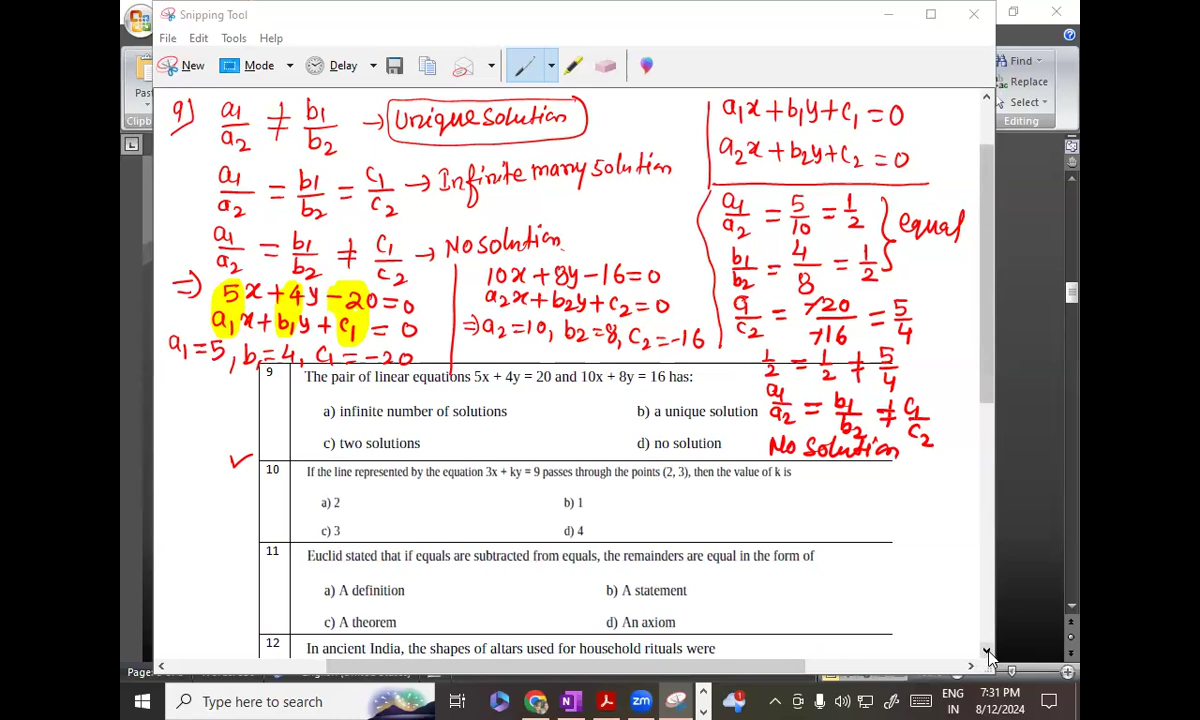 Snipping Tool
File Edit Tools Help
New Mode Delay
Find
Replace
Select
Editing
Past
Clipb
9) a1/a2 ≠ b1/b2 → Unique solution
a1/a2 = b1/b2 = c1/c2 → Infinite many solution
a1/a2 = b1/b2 ≠ c1/c2 → No solution
⇒ 5x + 4y - 20 = 0
a1x + b1y + c1 = 0
a1 = 5, b1 = 4, c1 = -20
10x + 8y - 16 = 0
a2x + b2y + c2 = 0
⇒ a2 = 10, b2 = 8, c2 = -16
a1x + b1y + c1 = 0
a2x + b2y + c2 = 0
a1/a2 = 5/10 = 1/2 } equal
b1/b2 = 4/8 = 1/2
c1/c2 = -20/-16 = 5/4
1/2 = 1/2 ≠ 5/4
a1/a2 = b1/b2 ≠ c1/c2
No solution
9 The pair of linear equations 5x + 4y = 20 and 10x + 8y = 16 has:
a) infinite number of solutions b) a unique solution
c) two solutions d) no solution
10 If the line represented by the equation 3x + ky = 9 passes through the points (2, 3), then the value of k is
a) 2 b) 1
c) 3 d) 4
11 Euclid stated that if equals are subtracted from equals, the remainders are equal in the form of
a) A definition b) A statement
c) A theorem d) An axiom
12 In ancient India, the shapes of altars used for household rituals were
Page:
Type here to search
ENG
IN
7:31 PM
8/12/2024